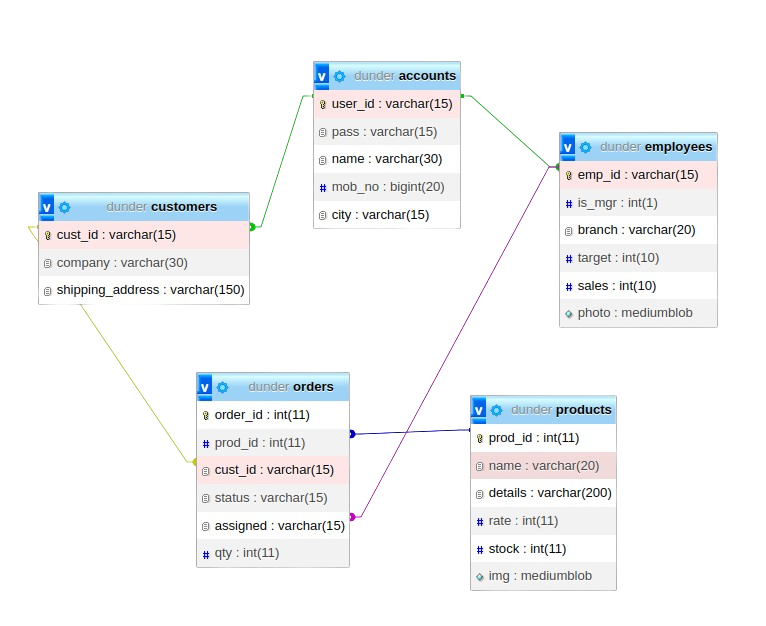 v dunder accounts
user_id : varchar(15)
pass : varchar(15)
name : varchar(30)
# mob_no : bigint(20)
city : varchar(15)
v dunder employees
emp_id : varchar(15)
# is_mgr : int(1)
branch : varchar(20)
# target : int(10)
# sales : int(10)
photo : mediumblob
v dunder customers
cust_id : varchar(15)
company : varchar(30)
shipping_address : varchar(150)
v dunder orders
order_id : int(11)
# prod_id : int(11)
cust_id : varchar(15)
status : varchar(15)
assigned : varchar(15)
# qty : int(11)
v dunder products
prod_id : int(11)
name : varchar(20)
details : varchar(200)
# rate : int(11)
# stock : int(11)
img : mediumblob